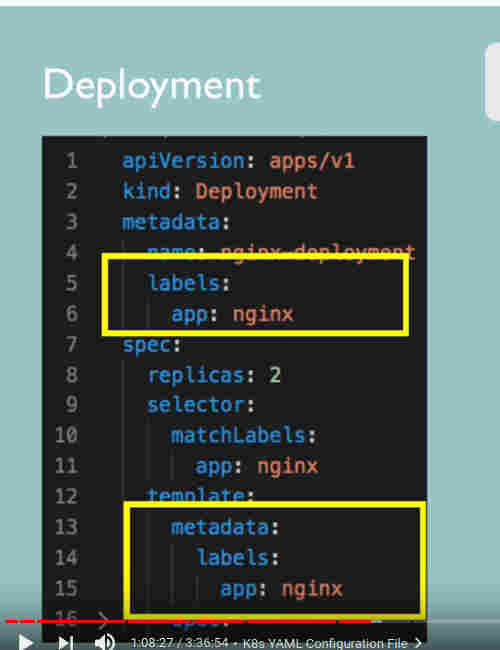 Deployment
1 apiVersion: apps/v1
2 kind: Deployment
3 metadata:
4 name: nginx-deployment
5 labels:
6 app: nginx
7 spec:
8 replicas: 2
9 selector:
10 matchLabels:
11 app: nginx
12 template:
13 metadata:
14 labels:
15 app: nginx
16 spec:
1:08:27 / 3:36:54 • K8s YAML Configuration File >